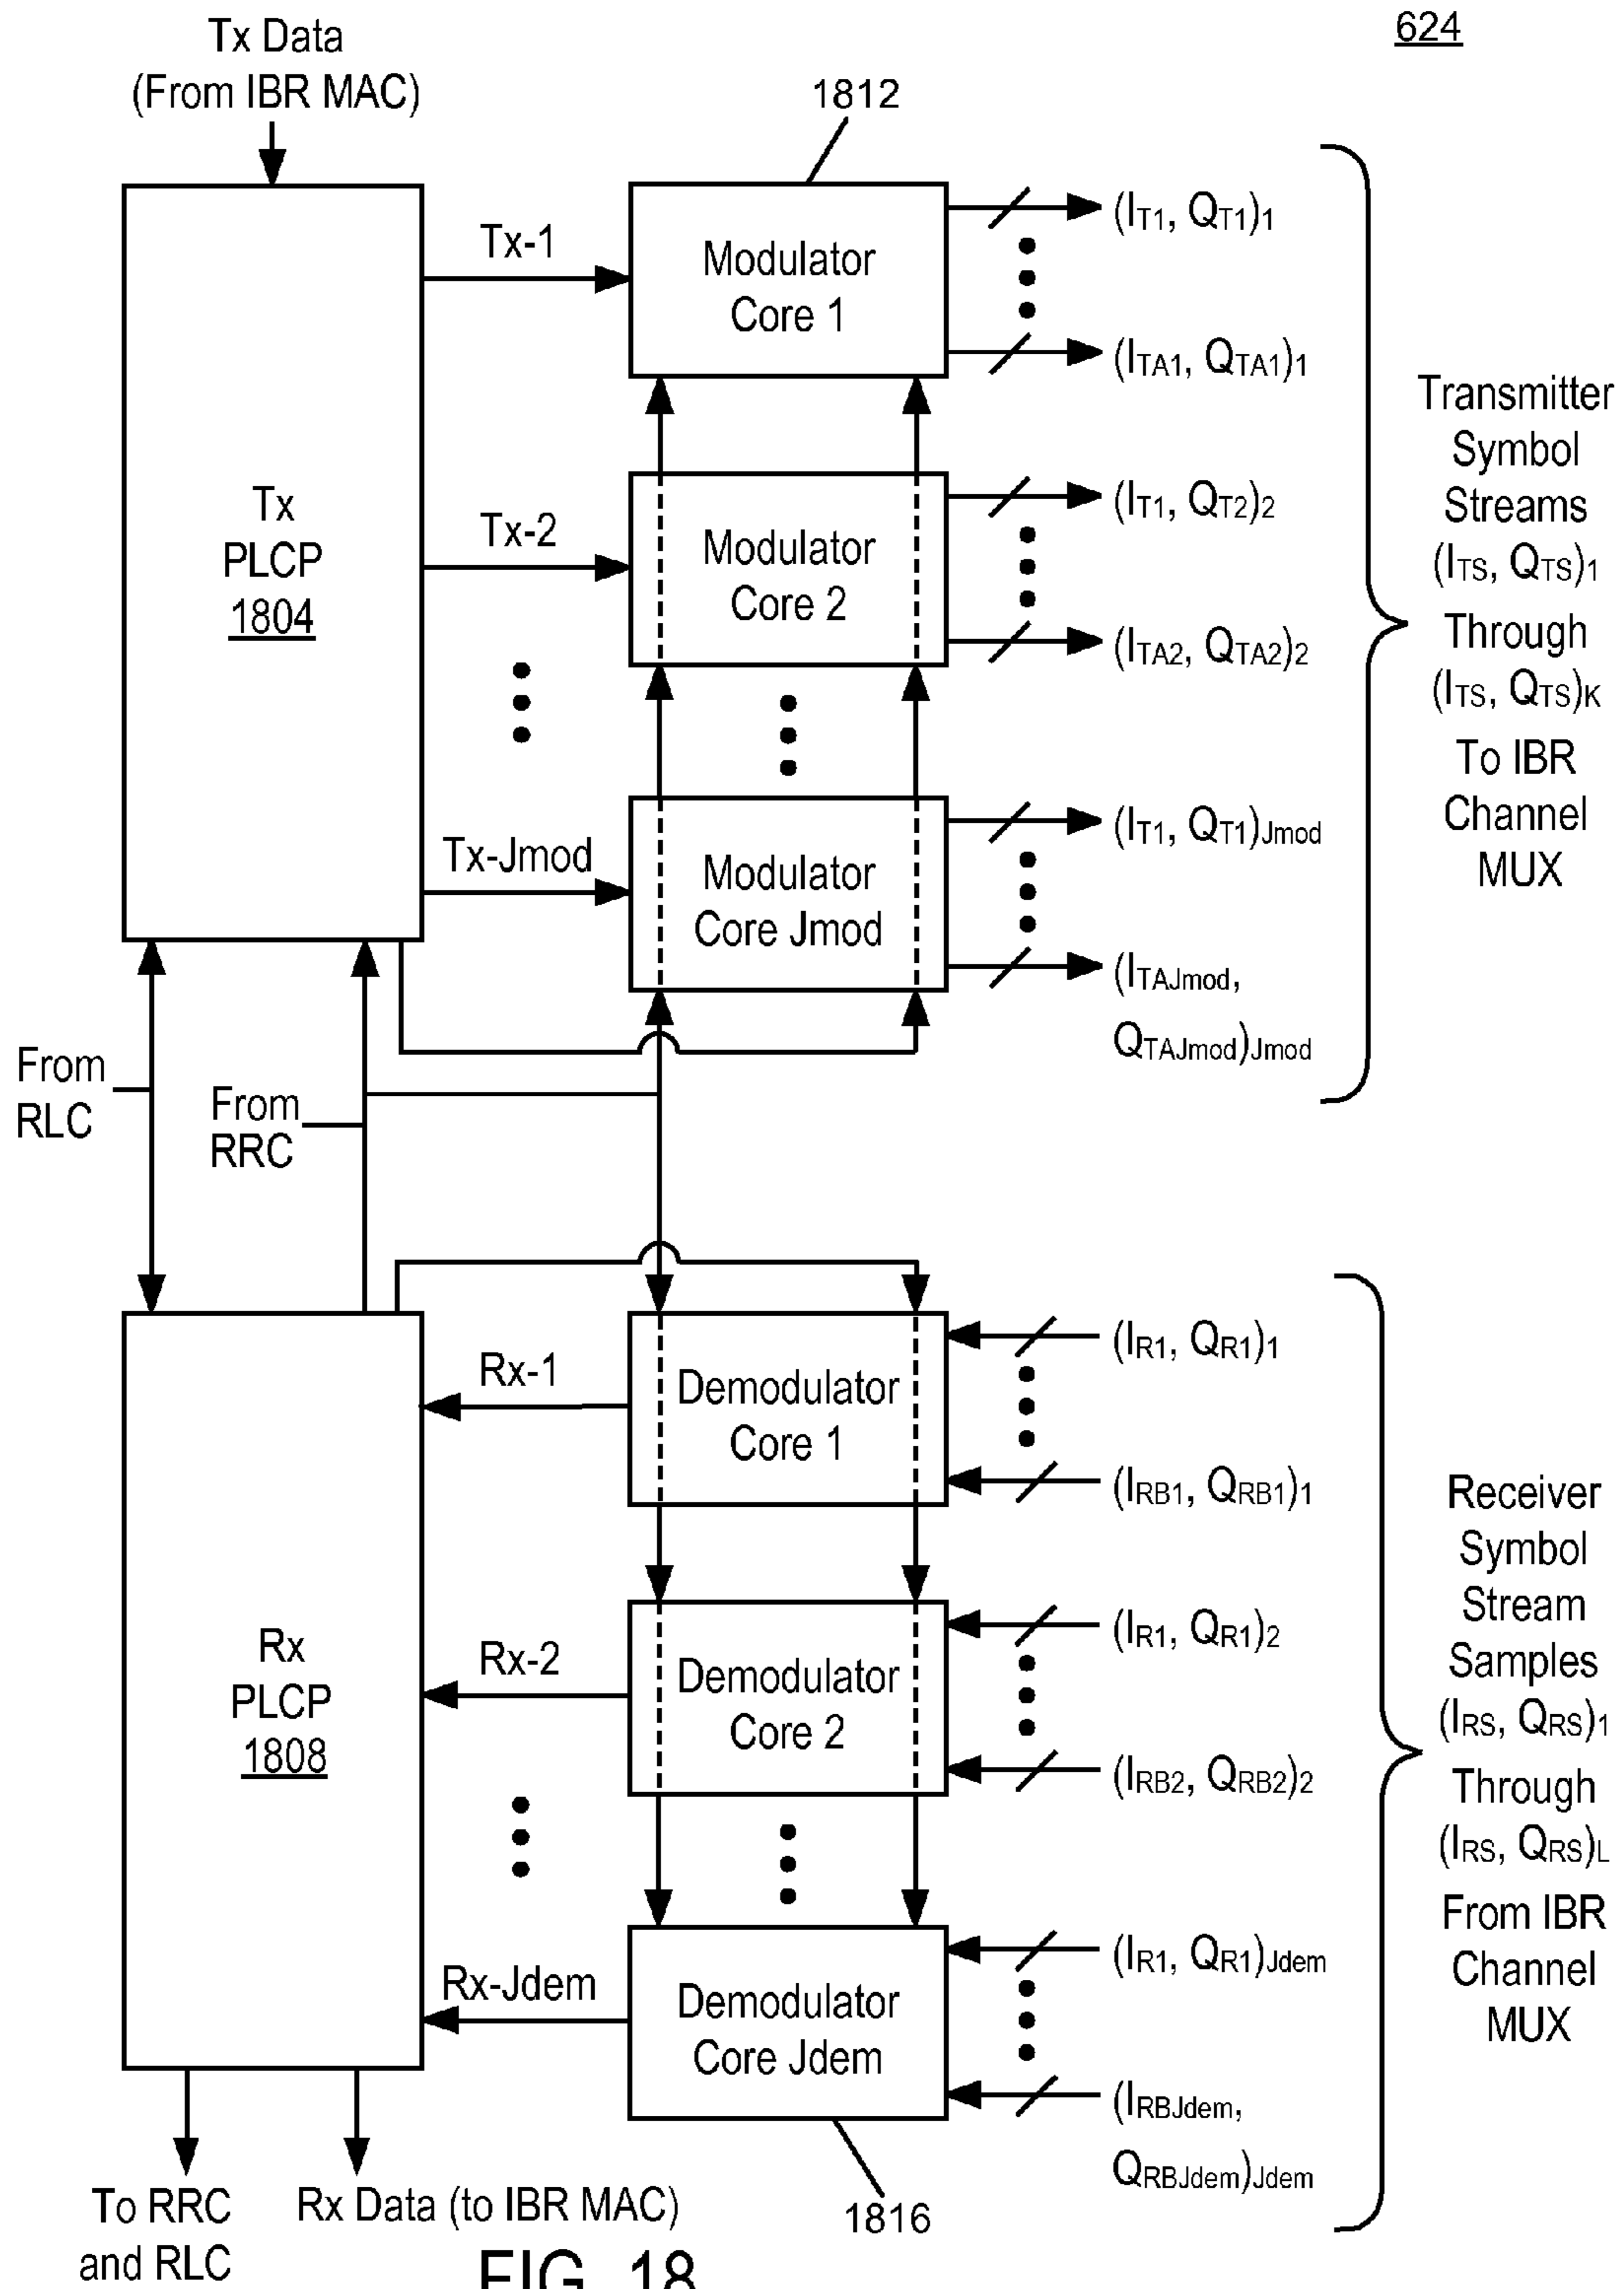 624
Tx Data
(From IBR MAC)
1812
Tx
PLCP
1804
Tx-1
Modulator
Core 1
(IT1, QT1)1
(ITA1, QTA1)1
Tx-2
Modulator
Core 2
(IT1, QT2)2
(ITA2, QTA2)2
Tx-Jmod
Modulator
Core Jmod
(IT1, QT1)Jmod
(ITAJmod,
QTAJmod)Jmod
Transmitter
Symbol
Streams
(ITS, QTS)1
Through
(ITS, QTS)K
To IBR
Channel
MUX
From
RLC
From
RRC
Rx
PLCP
1808
Rx-1
Demodulator
Core 1
(IR1, QR1)1
(IRB1, QRB1)1
Rx-2
Demodulator
Core 2
(IR1, QR1)2
(IRB2, QRB2)2
Rx-Jdem
Demodulator
Core Jdem
(IR1, QR1)Jdem
(IRBJdem,
QRBJdem)Jdem
Receiver
Symbol
Stream
Samples
(IRS, QRS)1
Through
(IRS, QRS)L
From IBR
Channel
MUX
1816
To RRC
and RLC
Rx Data (to IBR MAC)
FIG. 18